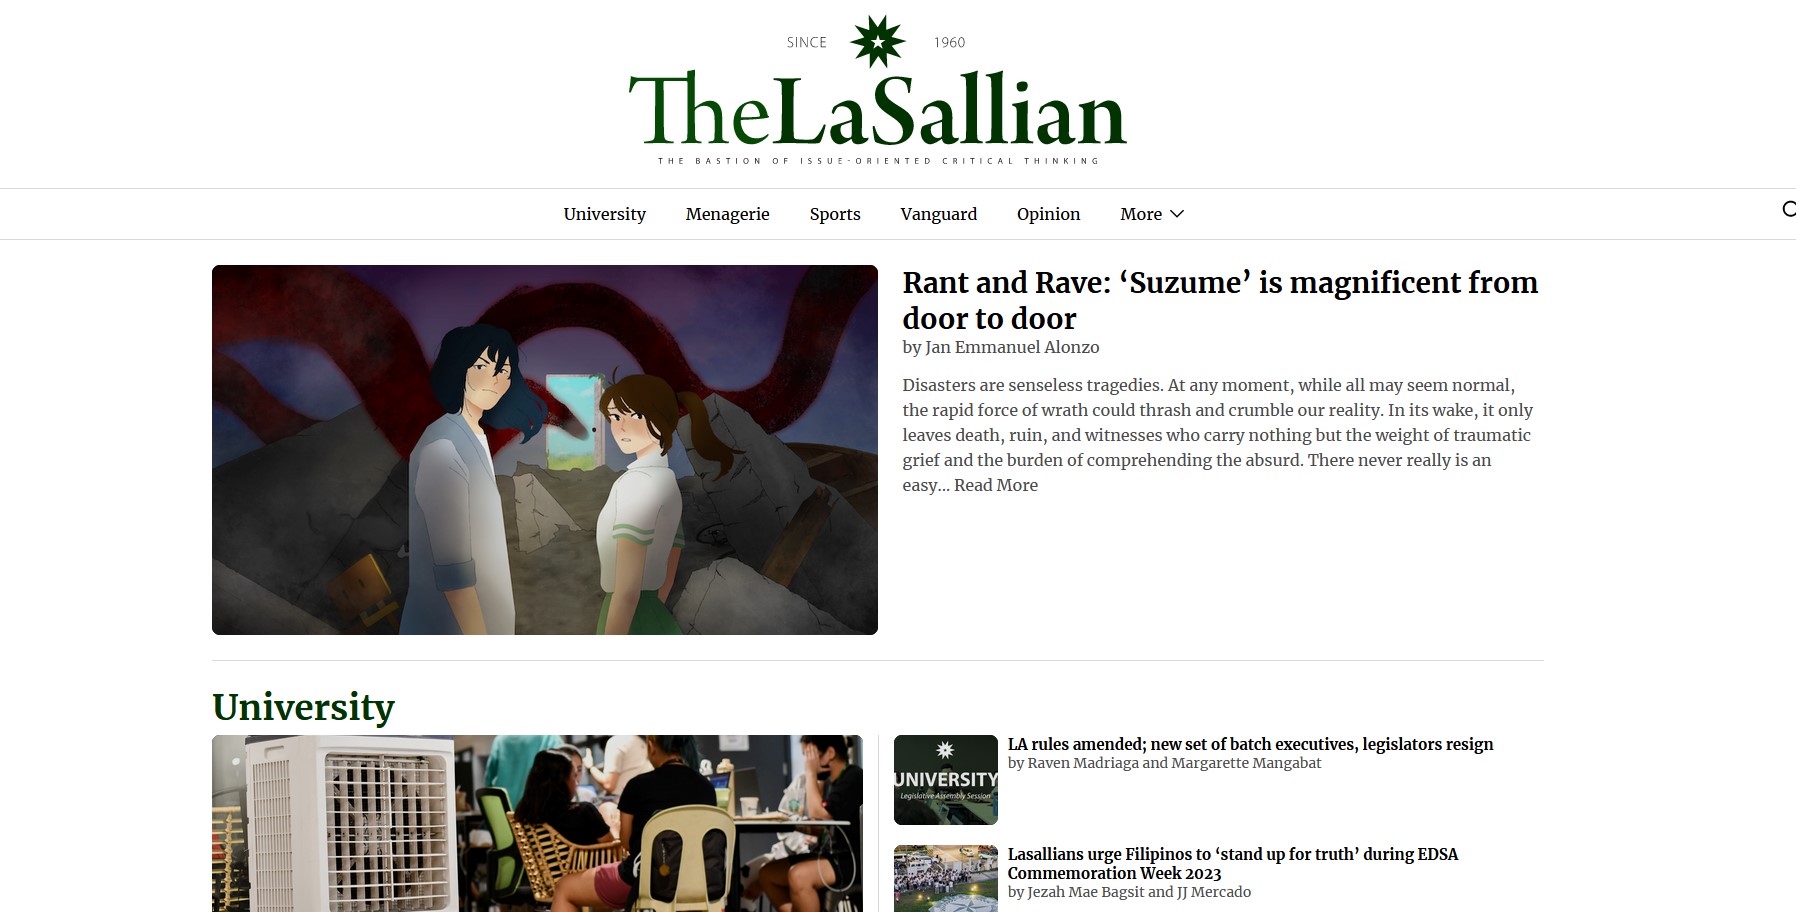 SINCE 1960
TheLaSallian
THE BASTION OF ISSUE-ORIENTED CRITICAL THINKING
University Menagerie Sports Vanguard Opinion More
Rant and Rave: ‘Suzume’ is magnificent from
door to door
by Jan Emmanuel Alonzo
Disasters are senseless tragedies. At any moment, while all may seem normal,
the rapid force of wrath could thrash and crumble our reality. In its wake, it only
leaves death, ruin, and witnesses who carry nothing but the weight of traumatic
grief and the burden of comprehending the absurd. There never really is an
easy... Read More
University
UNIVERSITY
Legislative Assembly Session
LA rules amended; new set of batch executives, legislators resign
by Raven Madriaga and Margarette Mangabat
Lasallians urge Filipinos to ‘stand up for truth’ during EDSA
Commemoration Week 2023
by Jezah Mae Bagsit and JJ Mercado